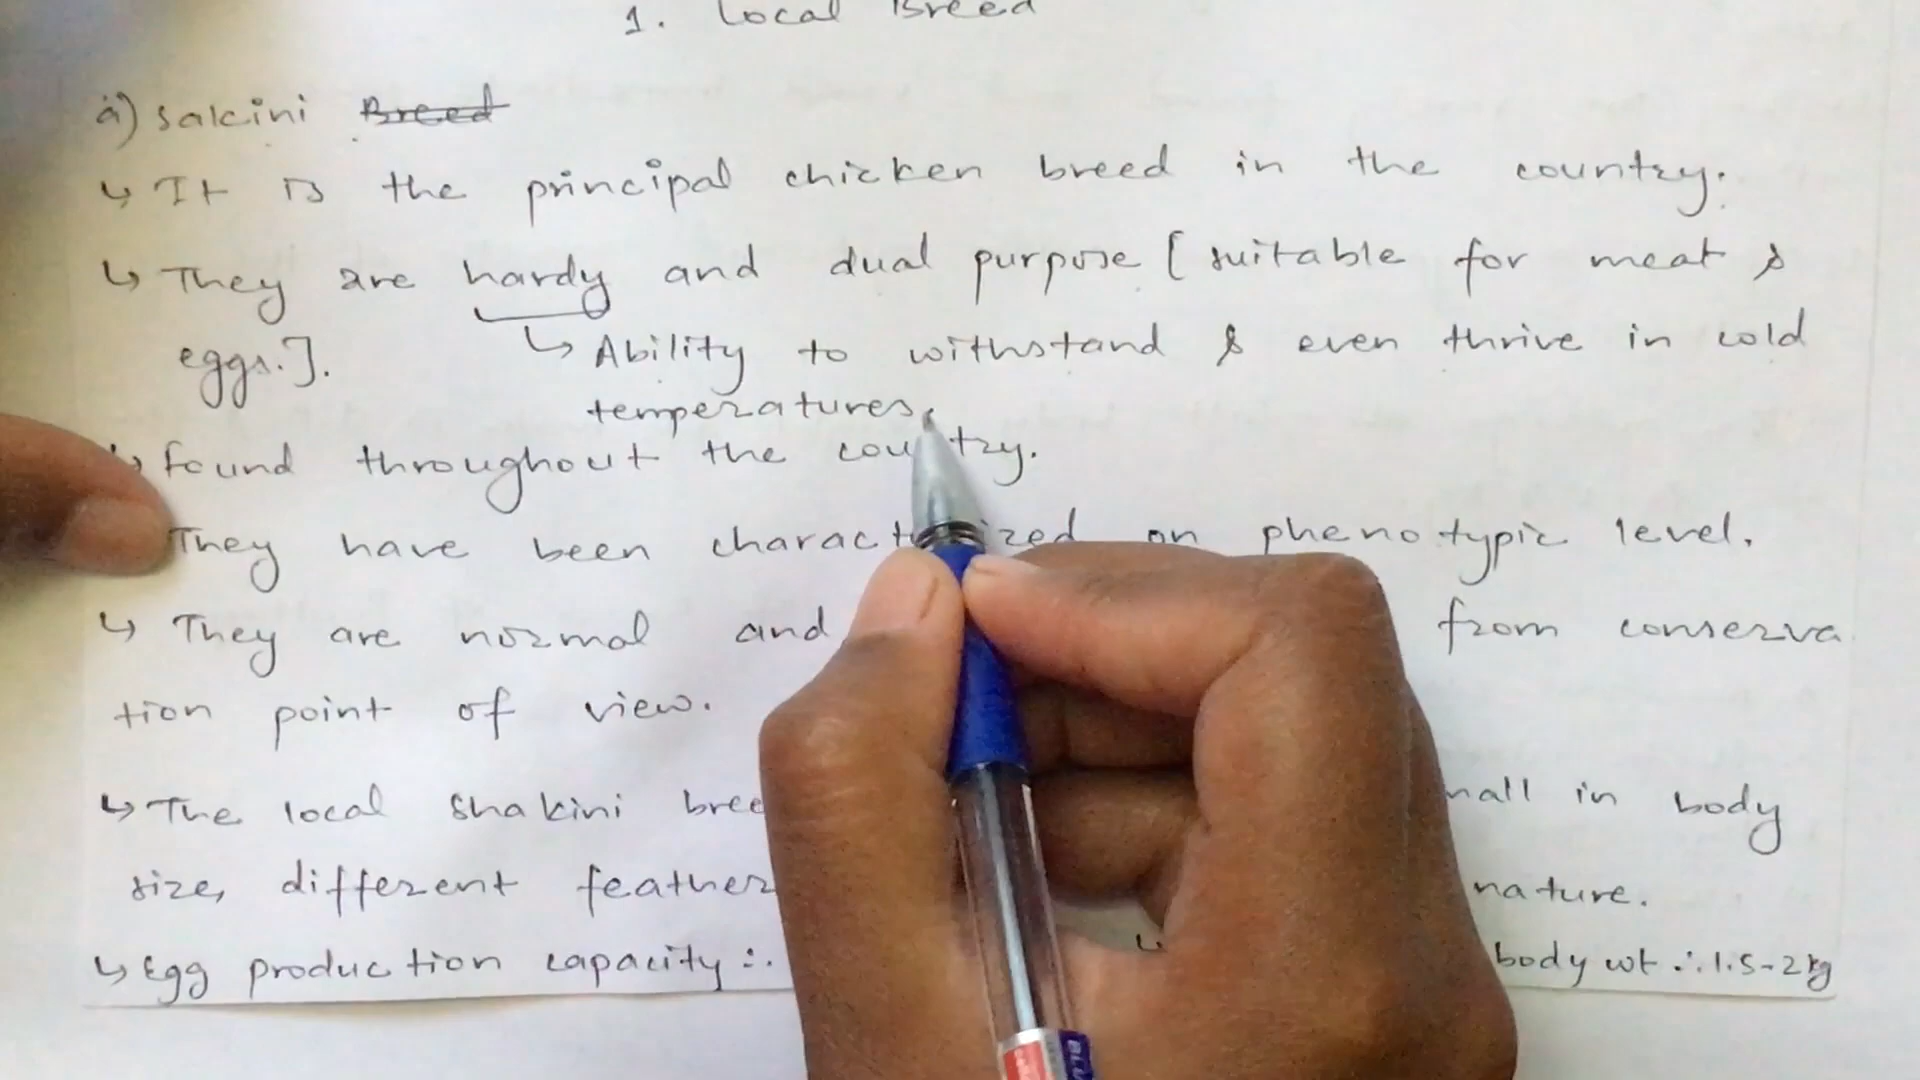 1. Local Breed
a) Sakini Breed
↳ It is the principal chicken breed in the country.
↳ They are hardy and dual purpose [suitable for meat &
eggs.].
↳ Ability to withstand & even thrive in cold
temperatures.
↳ found throughout the country.
They have been characterized on phenotypic level.
↳ They are normal and from conserva
tion point of view.
↳ The local shakini in body
size, different feather nature.
↳ Egg production capacity :. body wt ∴ 1.5-2 kg